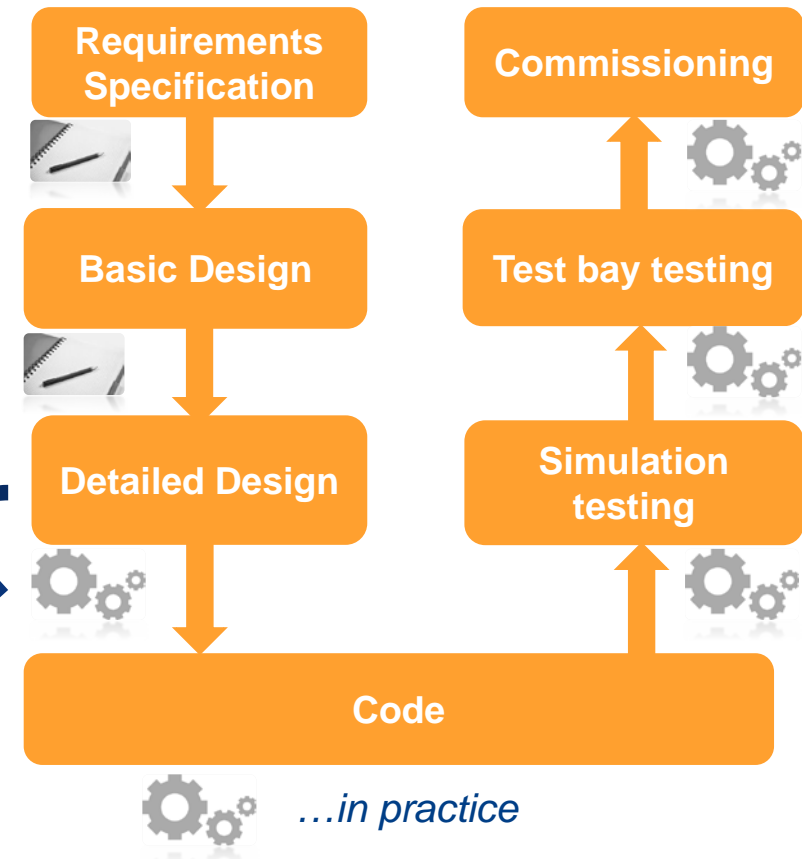 Requirements
Specification
Basic Design
Detailed Design
Code
Simulation
testing
Test bay testing
Commissioning
…in practice